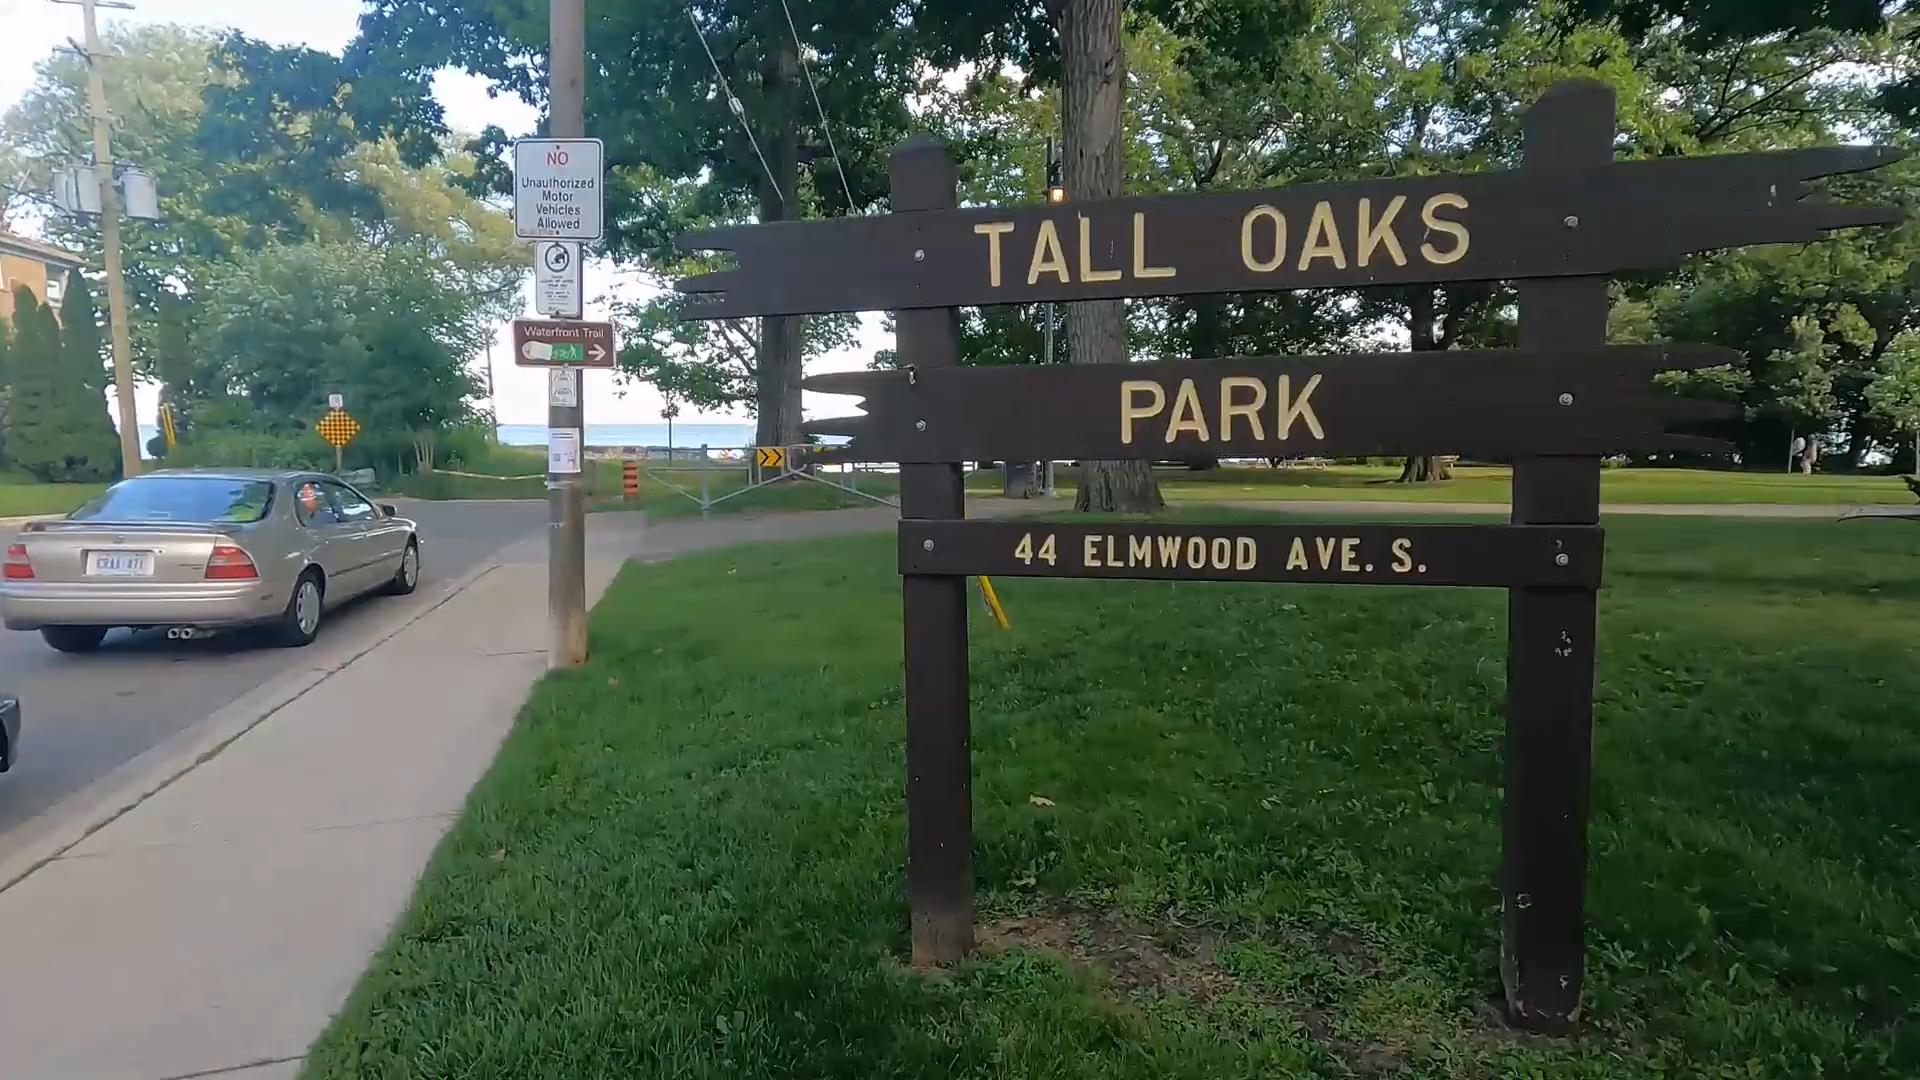 NO
Unauthorized
Motor
Vehicles
Allowed
Waterfront Trail
TALL OAKS
PARK
44 ELMWOOD AVE. S.